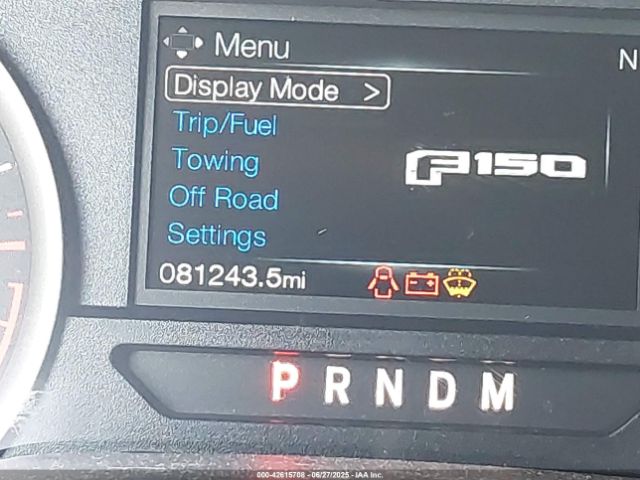 Menu
N
Display Mode >
Trip/Fuel
Towing
F150
Off Road
Settings
081243.5mi
P R N D M
000-42615708 - 06/27/2025 - IAA Inc.